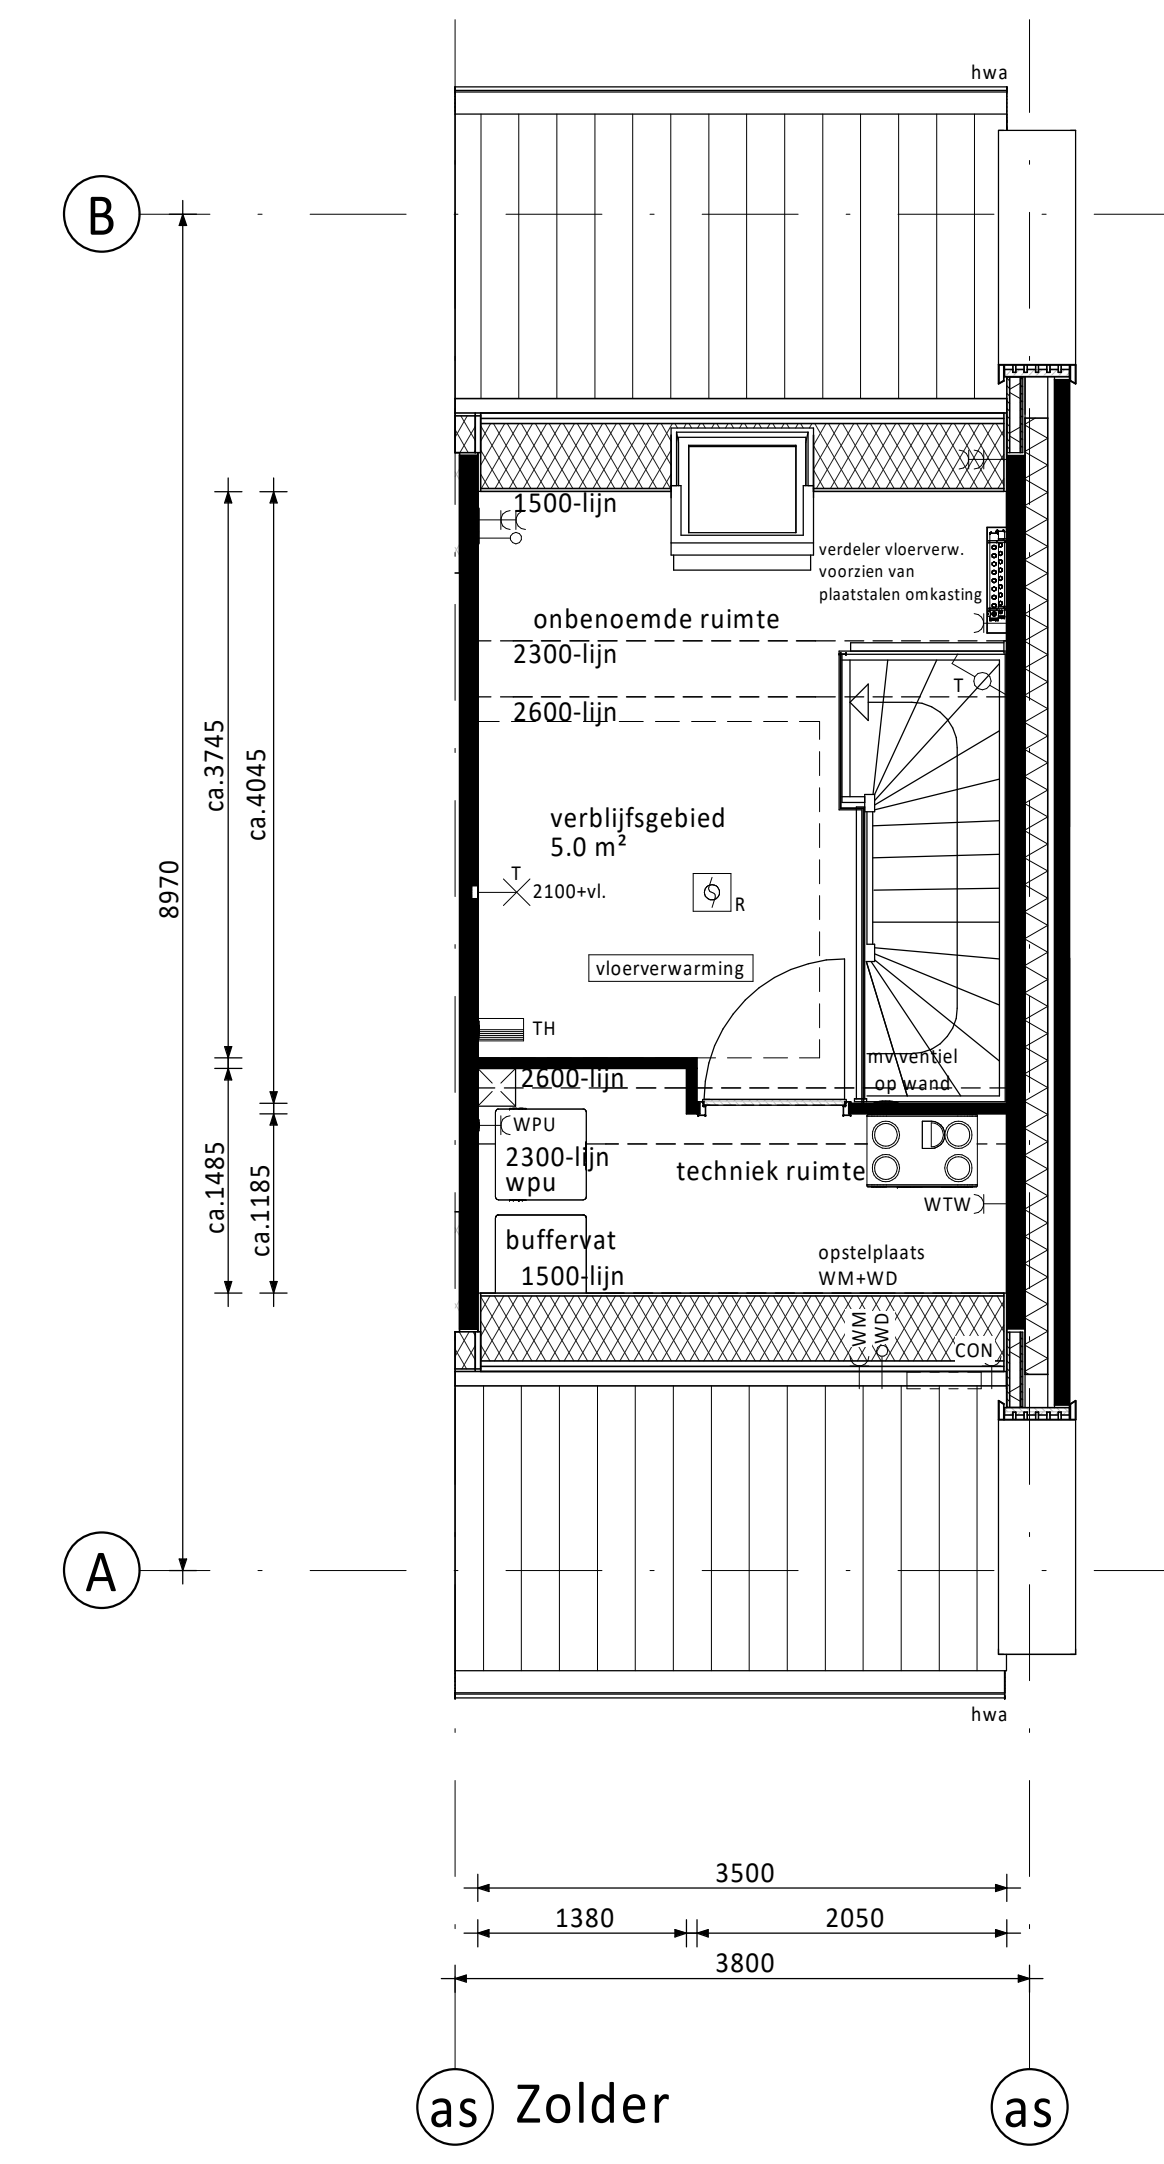 hwa
B
1500-lijn
verdeler vloerverw.
voorzien van
plaatstalen omkasting
onbenoemde ruimte
2300-lijn
T
2600-lijn
ca.3745
ca.4045
verblijfsgebied
5.0 m²
8970
T
2100+vl.
R
vloerverwarming
TH
mv ventiel
op wand
2600-lijn
WPU
2300-lijn
wpu
techniek ruimte
ca.1485
ca.1185
WTW
buffervat
1500-lijn
opstelplaats
WM+WD
WM
WD
CON
A
hwa
3500
1380
2050
3800
as
Zolder
as